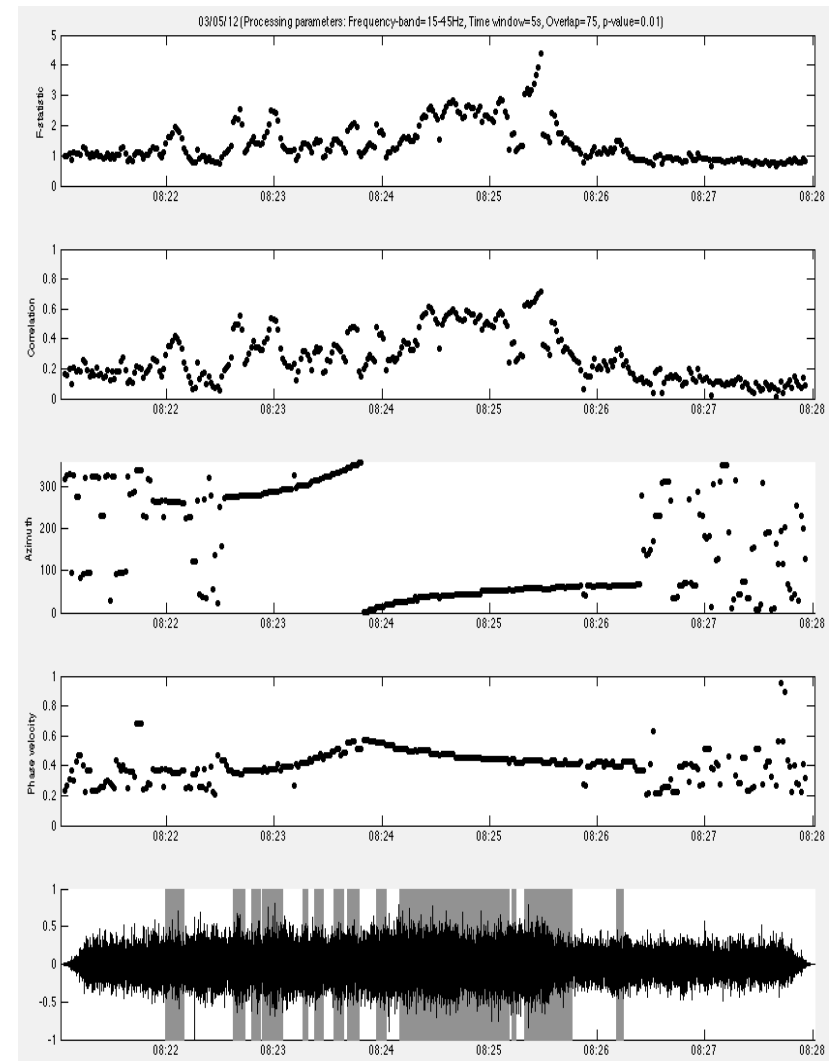 03/05/12 (Processing parameters: Frequency-band=15-45Hz, Time window=5s, Overlap=75, p-value=0.01)
5
4
3
2
1
0
F-statistic
08:22 08:23 08:24 08:25 08:26 08:27 08:28
1
0.8
0.6
0.4
0.2
0
Correlation
08:22 08:23 08:24 08:25 08:26 08:27 08:28
300
200
100
0
Azimuth
08:22 08:23 08:24 08:25 08:26 08:27 08:28
1
0.8
0.6
0.4
0.2
0
Phase velocity
08:22 08:23 08:24 08:25 08:26 08:27 08:28
1
0.5
0
-0.5
-1
08:22 08:23 08:24 08:25 08:26 08:27 08:28